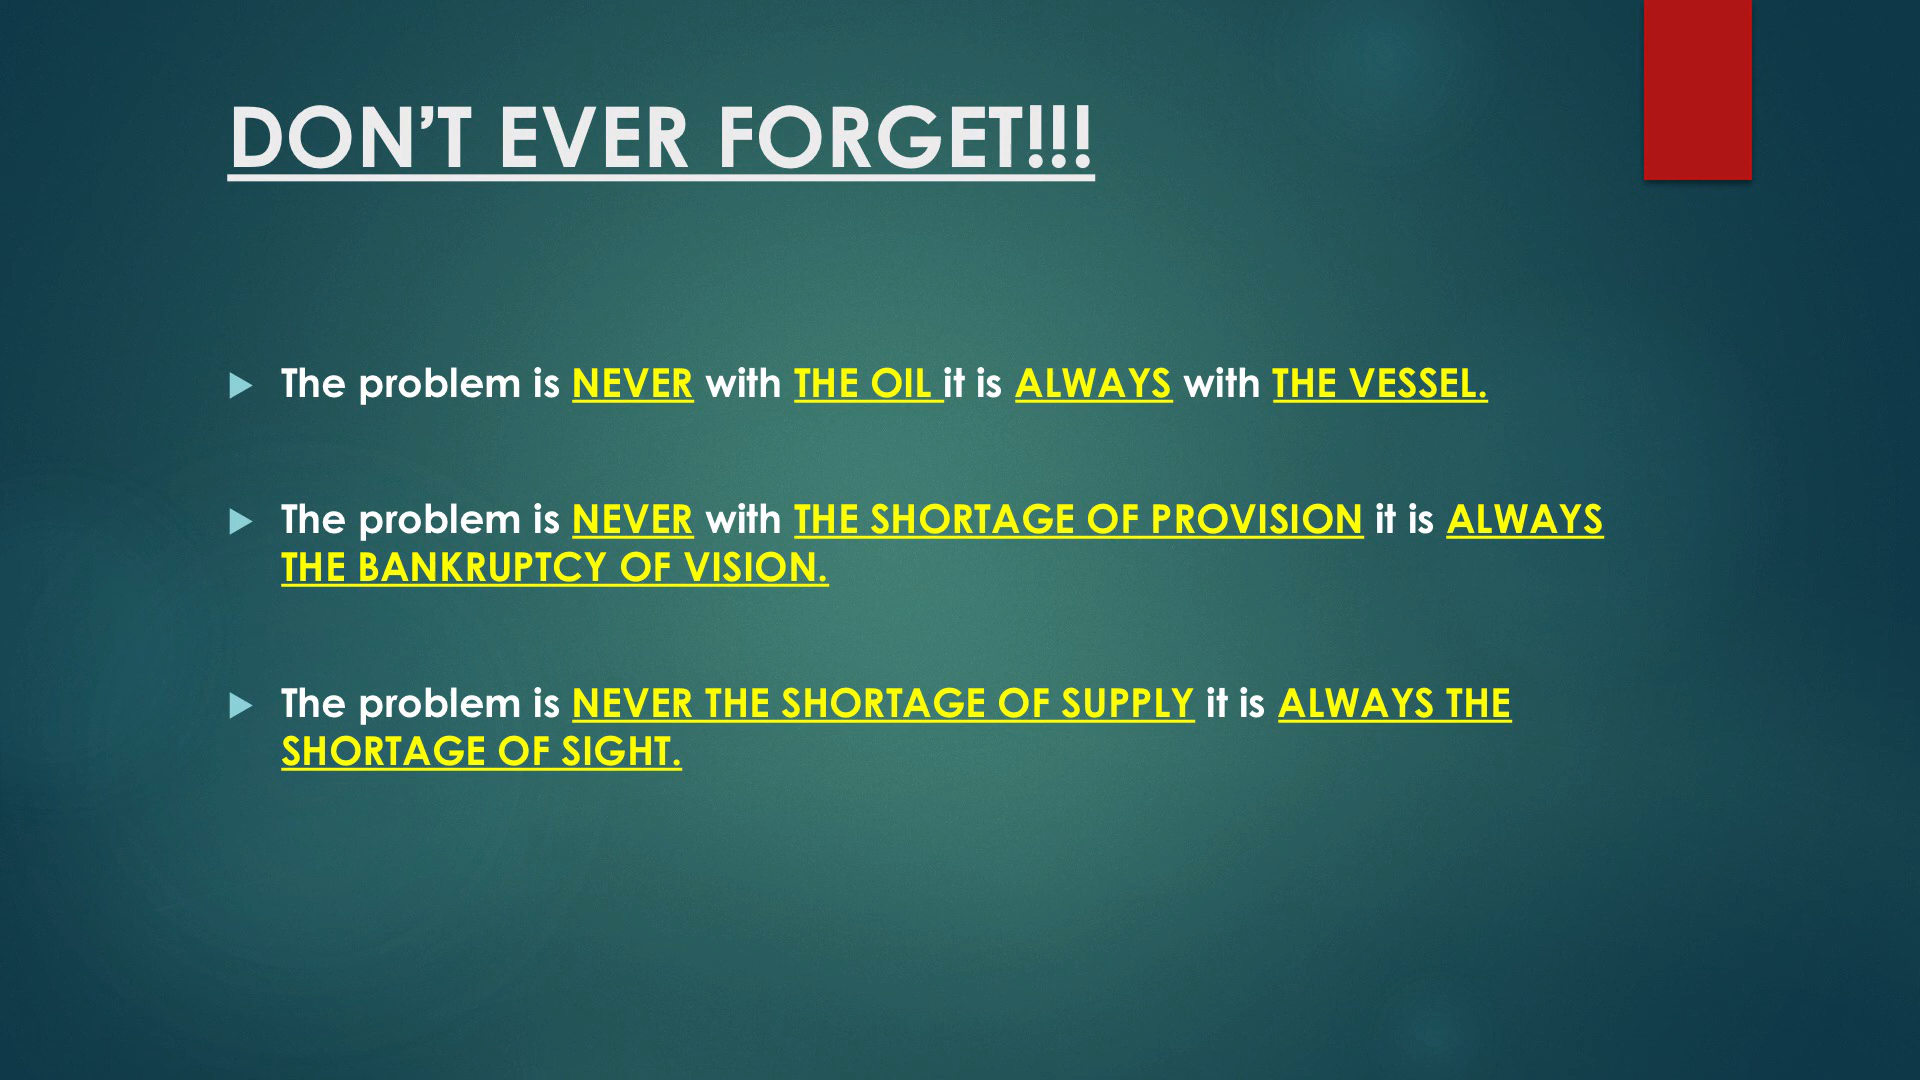 DON’T EVER FORGET!!!
The problem is NEVER with THE OIL it is ALWAYS with THE VESSEL.
The problem is NEVER with THE SHORTAGE OF PROVISION it is ALWAYS
THE BANKRUPTCY OF VISION.
The problem is NEVER THE SHORTAGE OF SUPPLY it is ALWAYS THE
SHORTAGE OF SIGHT.